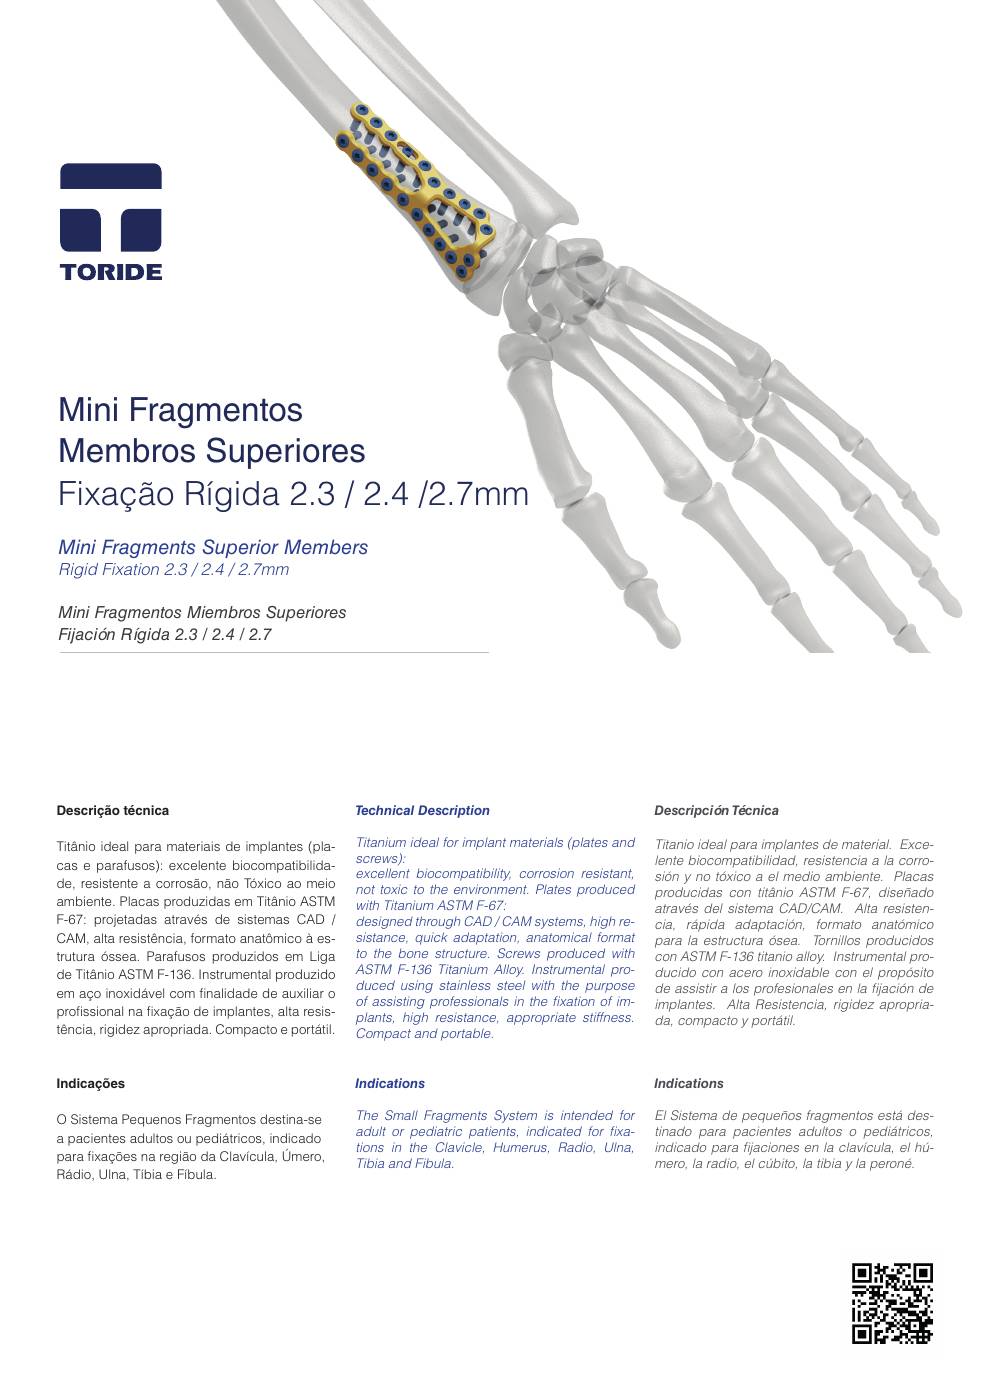 TORIDE
Mini Fragmentos
Membros Superiores
Fixação Rígida 2.3 / 2.4 /2.7mm
Mini Fragments Superior Members
Rigid Fixation 2.3 / 2.4 / 2.7mm
Mini Fragmentos Miembros Superiores
Fijación Rígida 2.3 / 2.4 / 2.7
Descrição técnica
Titânio ideal para materiais de implantes (pla-
cas e parafusos): excelente biocompatibilida-
de, resistente a corrosão, não Tóxico ao meio
ambiente. Placas produzidas em Titânio ASTM
F-67: projetadas através de sistemas CAD /
CAM, alta resistência, formato anatômico à es-
trutura óssea. Parafusos produzidos em Liga
de Titânio ASTM F-136. Instrumental produzido
em aço inoxidável com finalidade de auxiliar o
profissional na fixação de implantes, alta resis-
tência, rigidez apropriada. Compacto e portátil.
Indicações
O Sistema Pequenos Fragmentos destina-se
a pacientes adultos ou pediátricos, indicado
para fixações na região da Clavícula, Úmero,
Rádio, Ulna, Tíbia e Fíbula.
Technical Description
Titanium ideal for implant materials (plates and
screws):
excellent biocompatibility, corrosion resistant,
not toxic to the environment. Plates produced
with Titanium ASTM F-67:
designed through CAD / CAM systems, high re-
sistance, quick adaptation, anatomical format
to the bone structure. Screws produced with
ASTM F-136 Titanium Alloy. Instrumental pro-
duced using stainless steel with the purpose
of assisting professionals in the fixation of im-
plants, high resistance, appropriate stiffness.
Compact and portable.
Indications
The Small Fragments System is intended for
adult or pediatric patients, indicated for fixa-
tions in the Clavicle, Humerus, Radio, Ulna,
Tibia and Fibula.
Descripción Técnica
Titanio ideal para implantes de material. Exce-
lente biocompatibilidad, resistencia a la corro-
sión y no tóxico a el medio ambiente. Placas
producidas con titânio ASTM F-67, diseñado
através del sistema CAD/CAM. Alta resisten-
cia, rápida adaptación, formato anatómico
para la estructura ósea. Tornillos producidos
con ASTM F-136 titanio alloy. Instrumental pro-
ducido con acero inoxidable con el propósito
de assistir a los profesionales en la fijación de
implantes. Alta Resistencia, rigidez apropria-
da, compacto y portátil.
Indications
El Sistema de pequeños fragmentos está des-
tinado para pacientes adultos o pediátricos,
indicado para fijaciones en la clavícula, el hú-
mero, la radio, el cúbito, la tibia y la peroné.